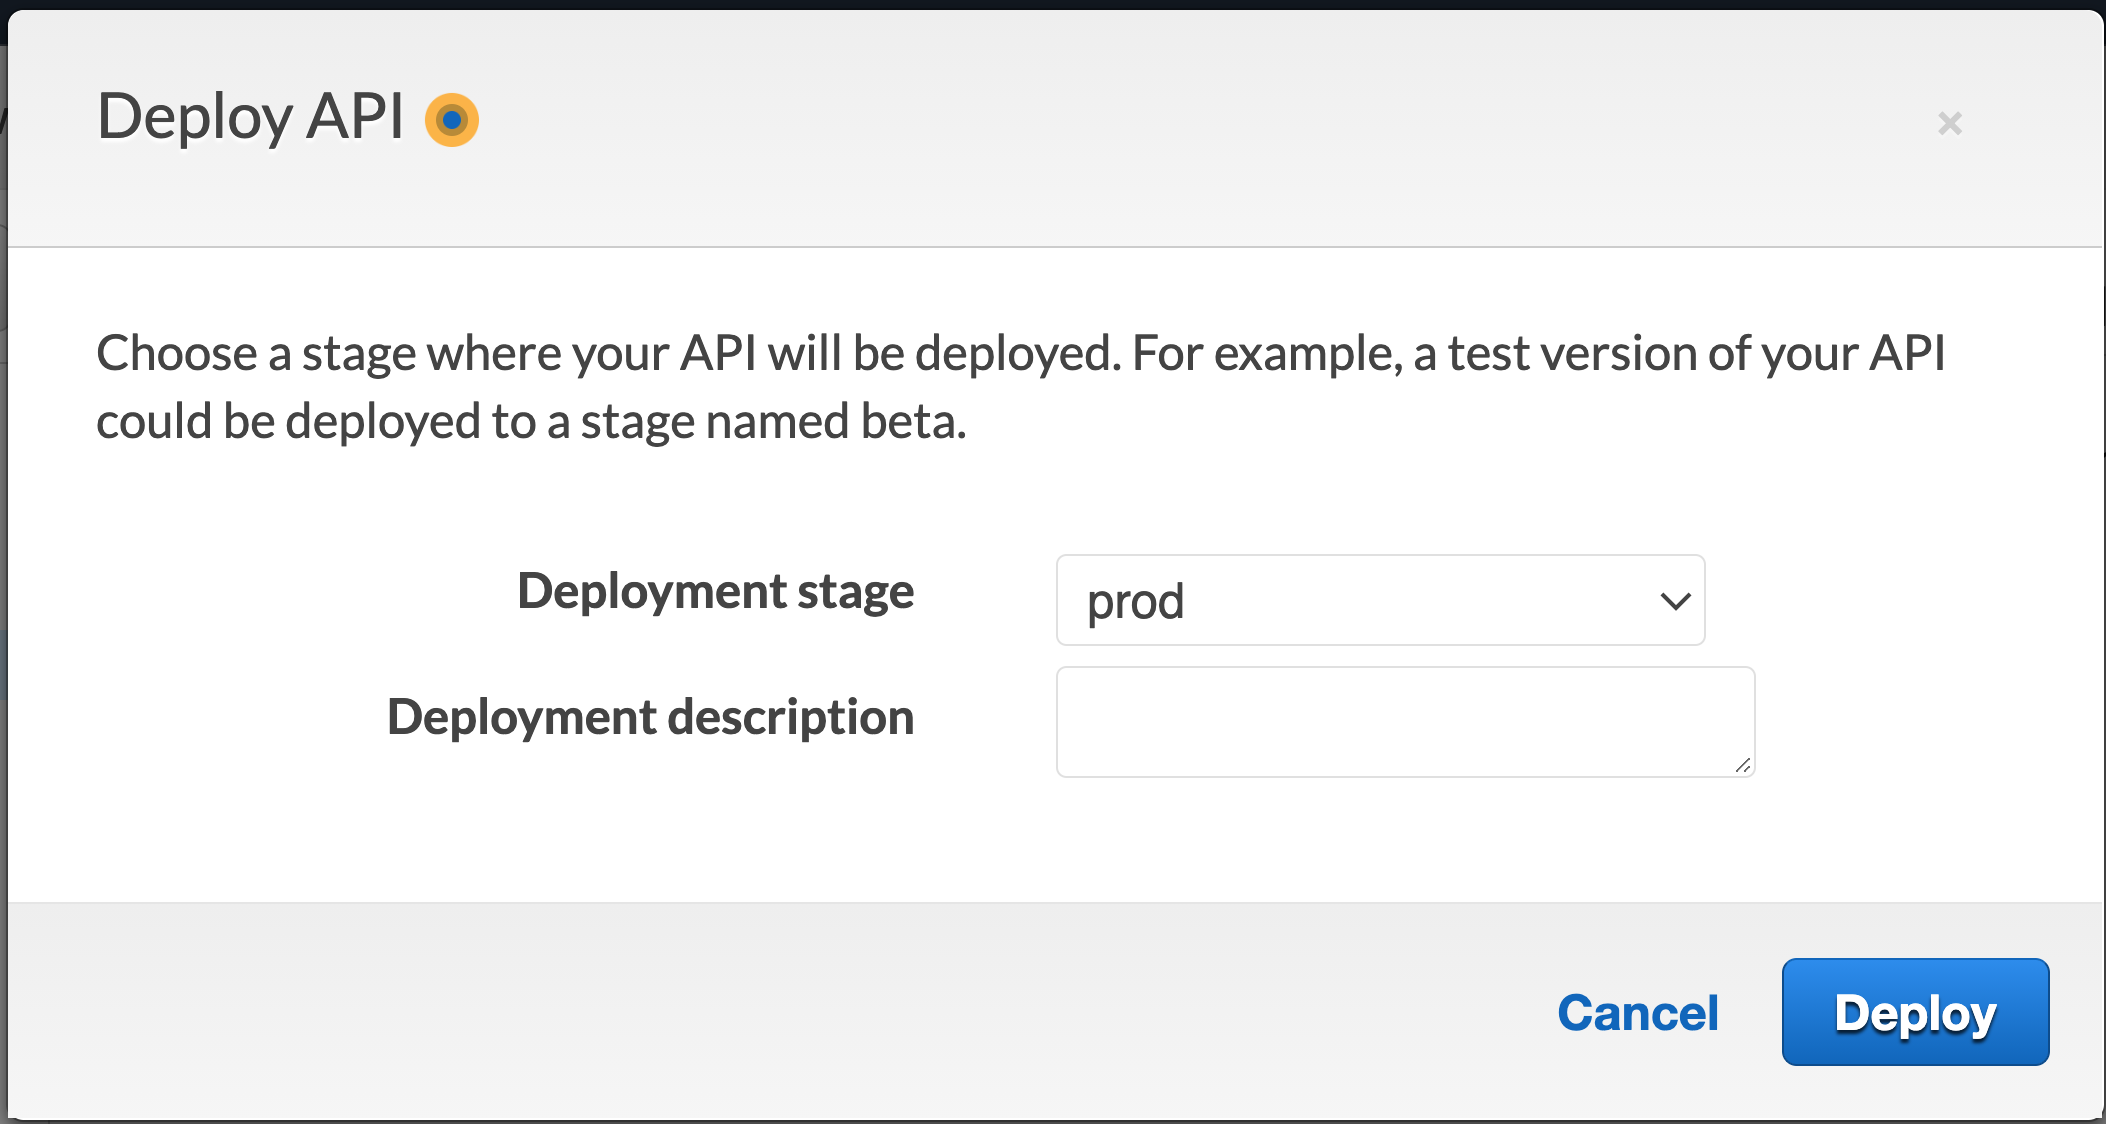 Deploy API
Choose a stage where your API will be deployed. For example, a test version of your API
could be deployed to a stage named beta.
Deployment stage
prod
Deployment description
Cancel
Deploy